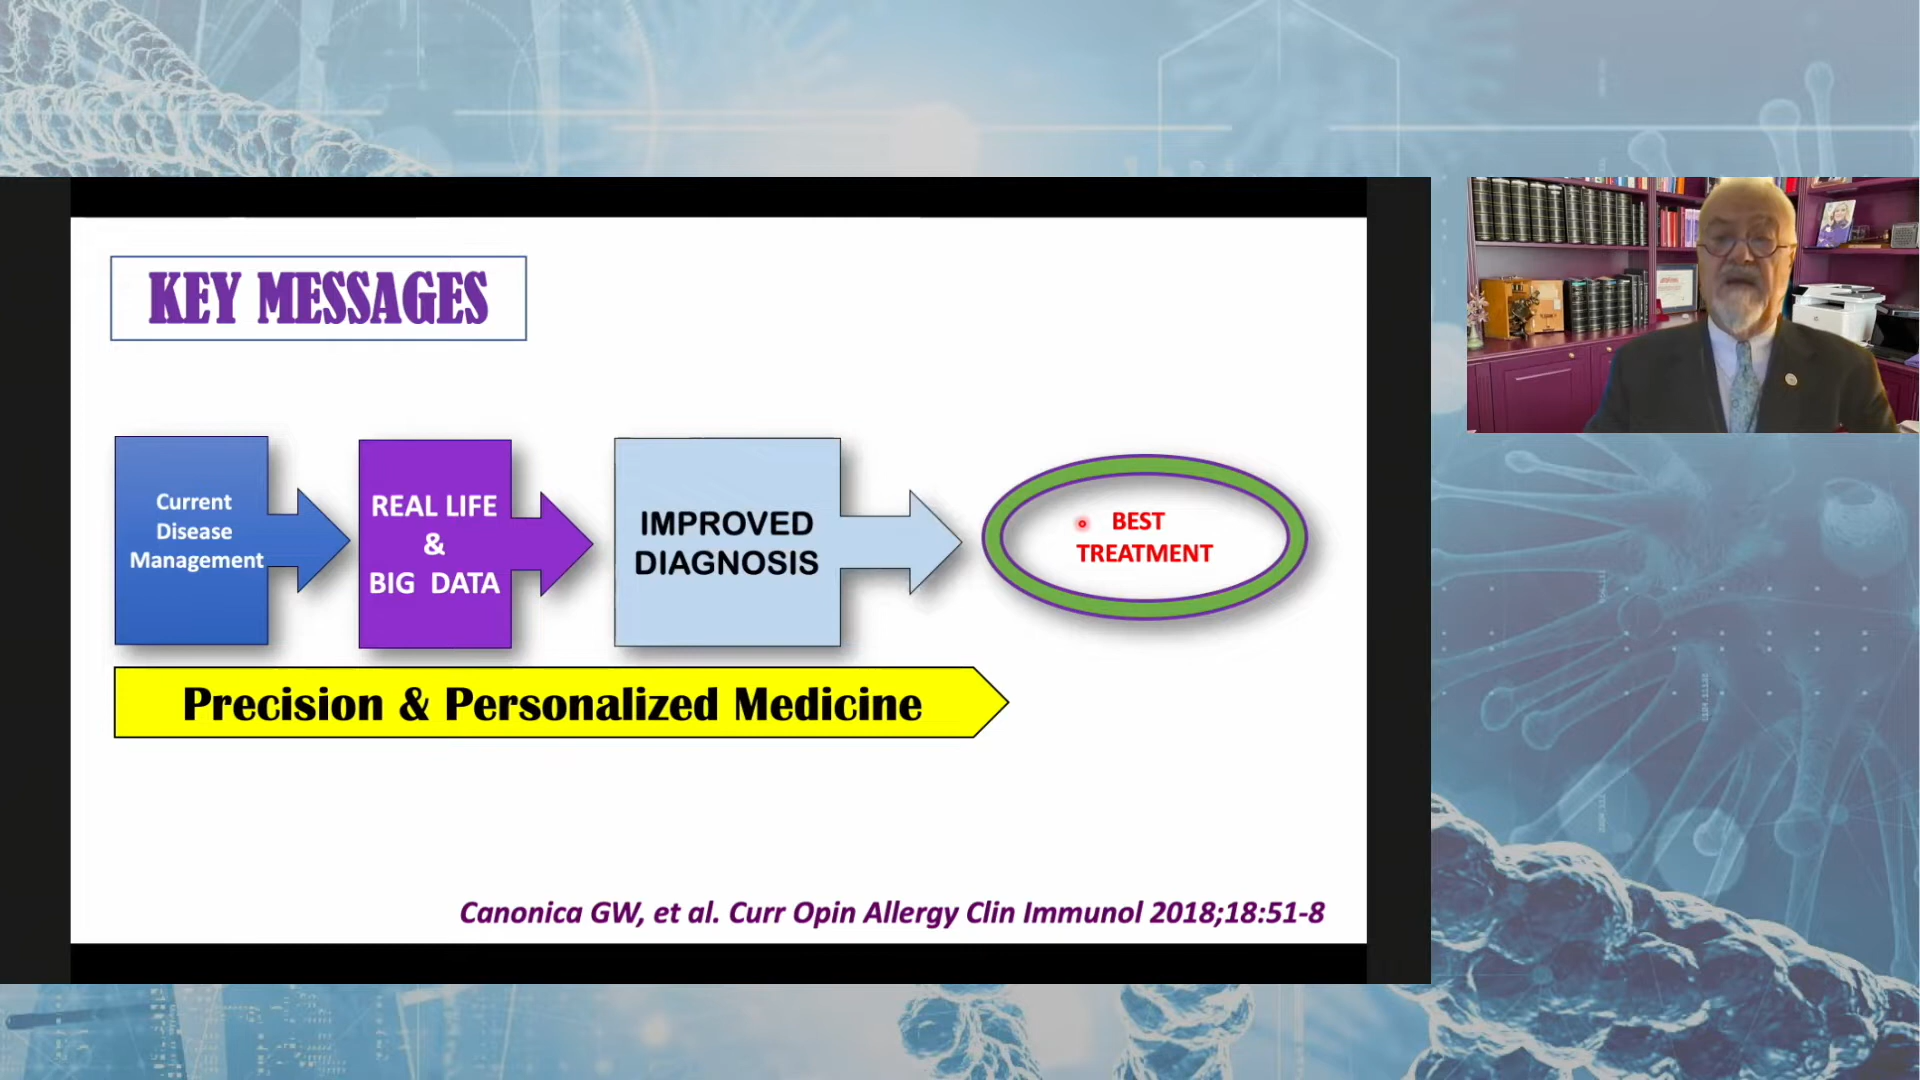 KEY MESSAGES
Current
Disease
Management
REAL LIFE
&
BIG DATA
IMPROVED
DIAGNOSIS
BEST
TREATMENT
Precision & Personalized Medicine
Canonica GW, et al. Curr Opin Allergy Clin Immunol 2018;18:51-8